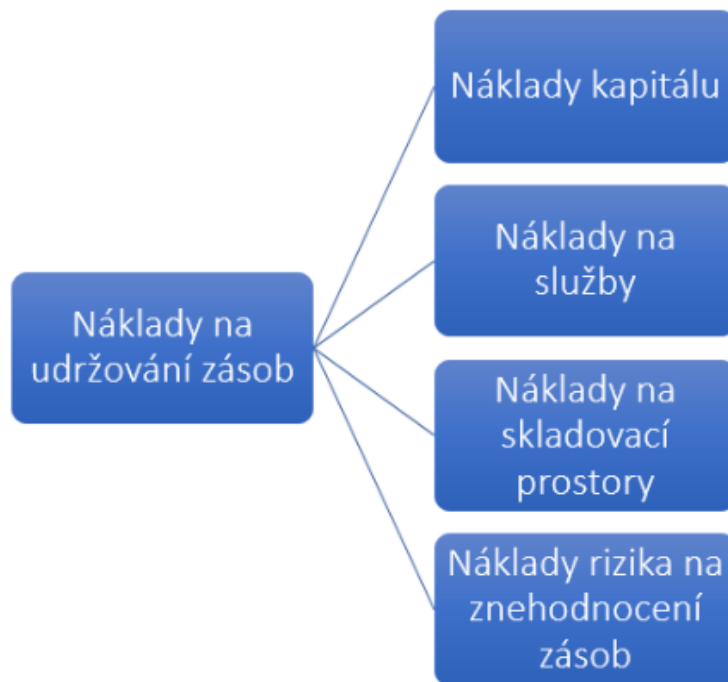 Náklady kapitálu
Náklady na
služby
Náklady na
udržování zásob
Náklady na
skladovací
prostory
Náklady rizika na
znehodnocení
zásob